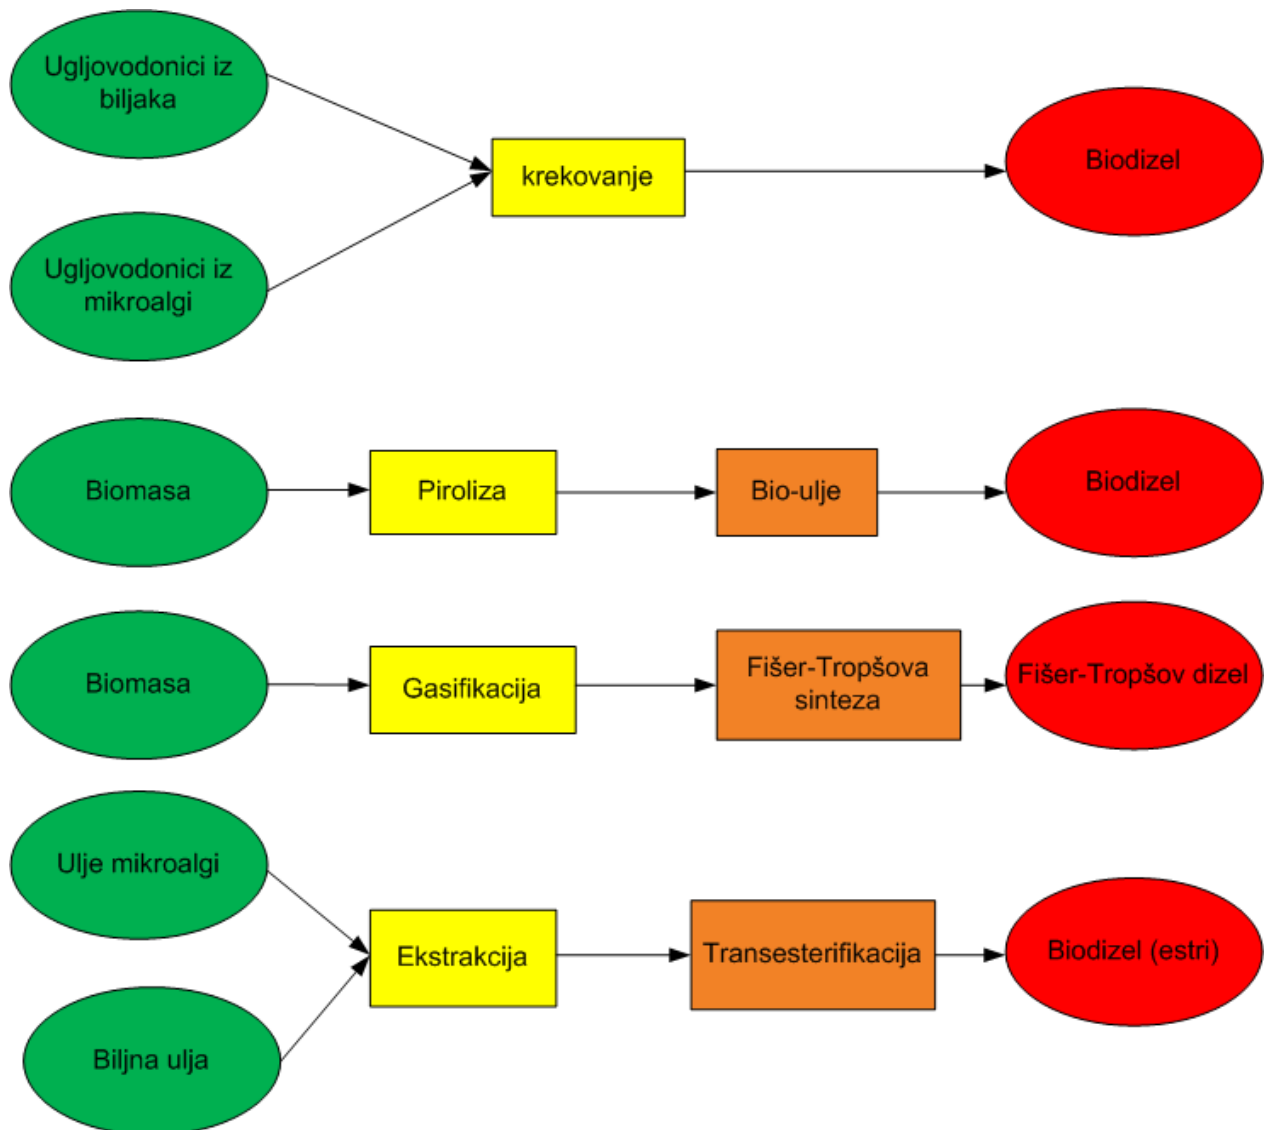 Ugljovodonici iz
biljaka
krekovanje
Biodizel
Ugljovodonici iz
mikroalgi
Biomasa
Piroliza
Bio-ulje
Biodizel
Biomasa
Gasifikacija
Fišer-Tropšova
sinteza
Fišer-Tropšov dizel
Ulje mikroalgi
Ekstrakcija
Transesterifikacija
Biodizel (estri)
Biljna ulja